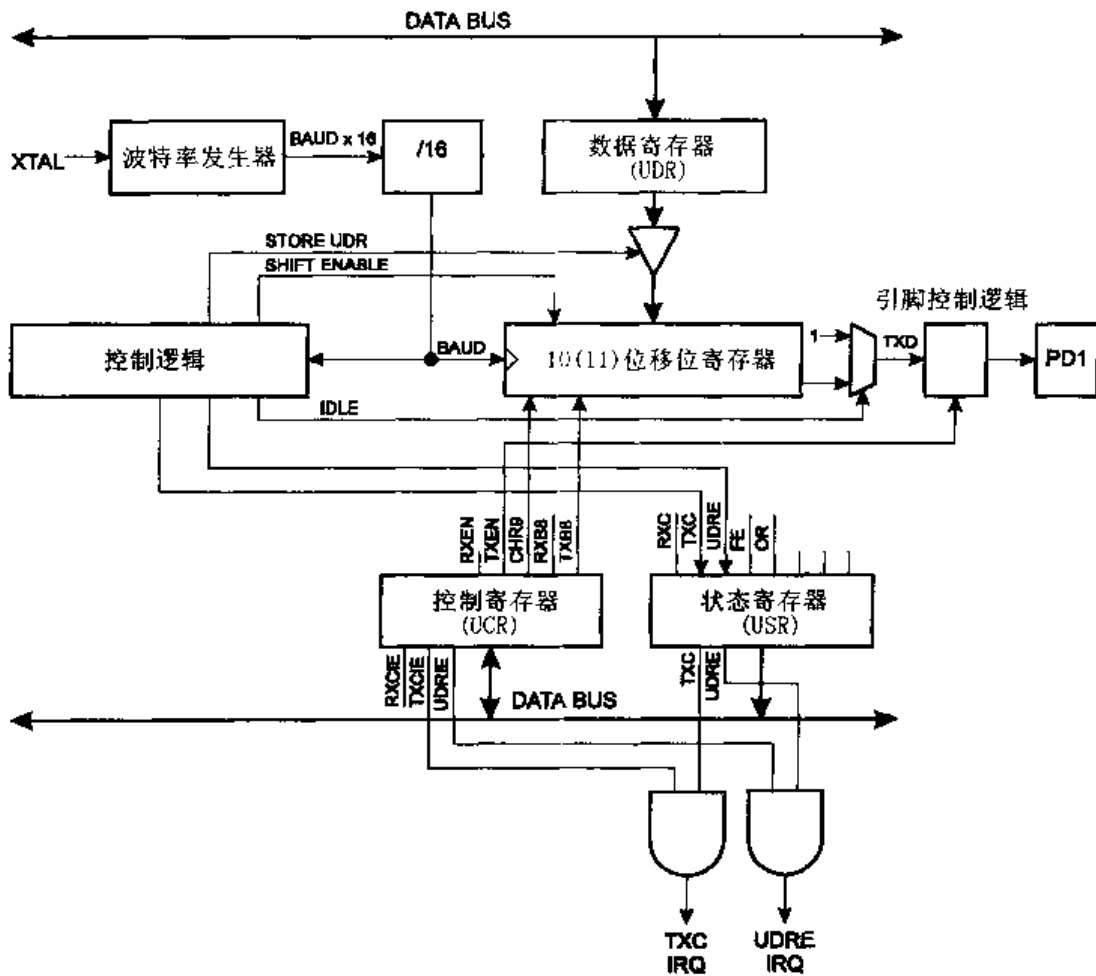 DATA BUS
XTAL
波特率发生器
BAUD x 16
/16
数据寄存器
(UDR)
STORE UDR
SHIFT ENABLE
引脚控制逻辑
控制逻辑
BAUD
10(11)位移位寄存器
1
TXD
PD1
IDLE
RXEN
TXEN
CHR9
RXB8
TXB8
RXC
TXC
UDRE
FE
OR
控制寄存器
(UCR)
状态寄存器
(USR)
RXCIE
TXCIE
UDRIE
TXC
UDRE
DATA BUS
TXC
IRQ
UDRE
IRQ